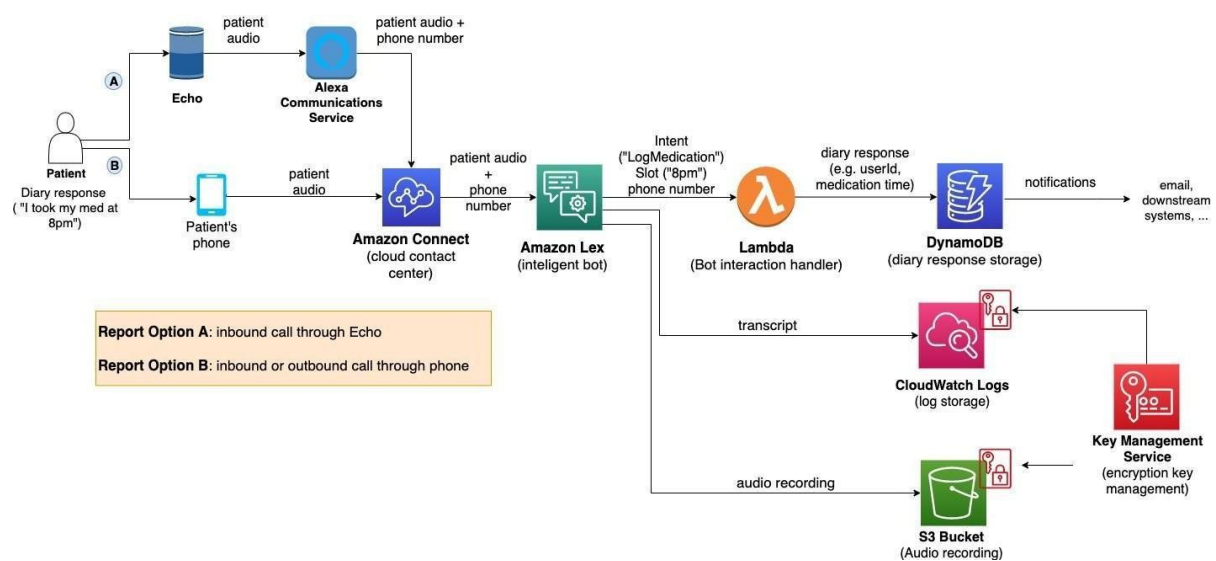 patient
audio
patient audio +
phone number
A
Echo
Alexa
Communications
Service
B
Patient
Diary response
( "I took my med at
8pm")
Patient's
phone
patient
audio
Amazon Connect
(cloud contact
center)
patient audio
+
phone
number
Amazon Lex
(inteligent bot)
Intent
("LogMedication")
Slot ("8pm")
phone number
Lambda
(Bot interaction handler)
diary response
(e.g. userId,
medication time)
DynamoDB
(diary response storage)
notifications
email,
downstream
systems, ...
Report Option A: inbound call through Echo
Report Option B: inbound or outbound call through phone
transcript
CloudWatch Logs
(log storage)
Key Management
Service
(encryption key
management)
audio recording
S3 Bucket
(Audio recording)